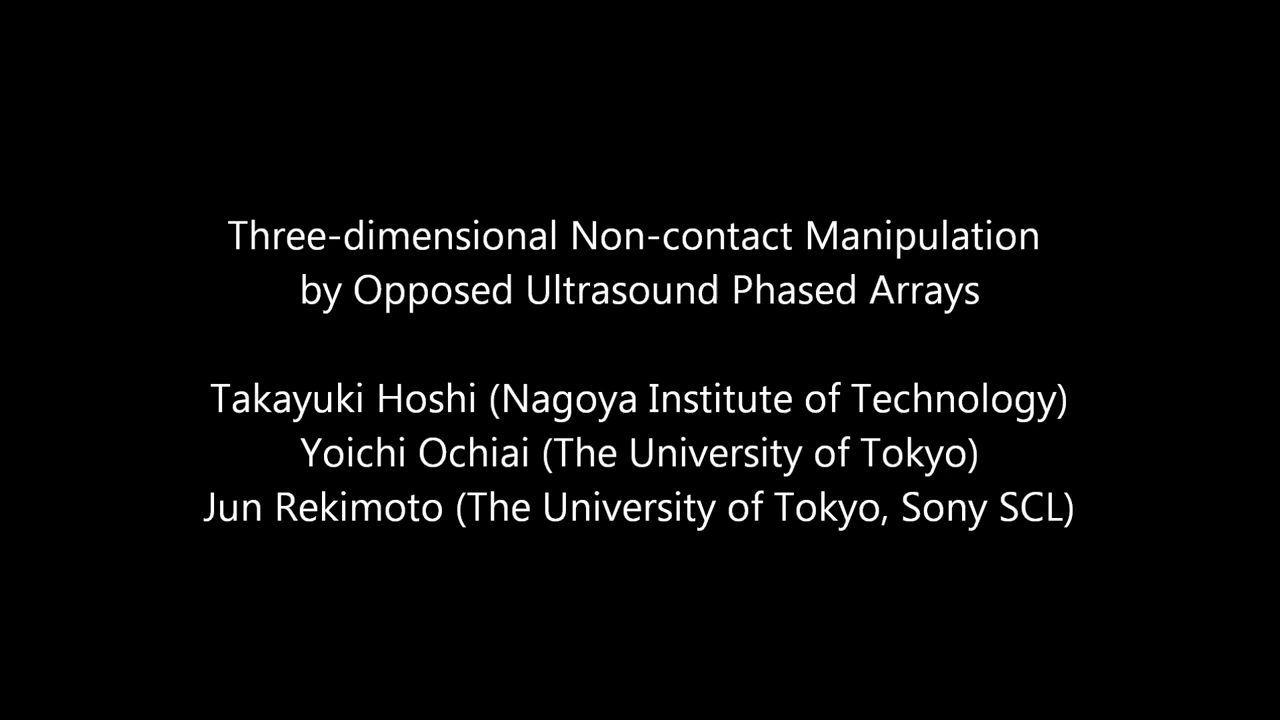 Three-dimensional Non-contact Manipulation
by Opposed Ultrasound Phased Arrays
Takayuki Hoshi (Nagoya Institute of Technology)
Yoichi Ochiai (The University of Tokyo)
Jun Rekimoto (The University of Tokyo, Sony SCL)